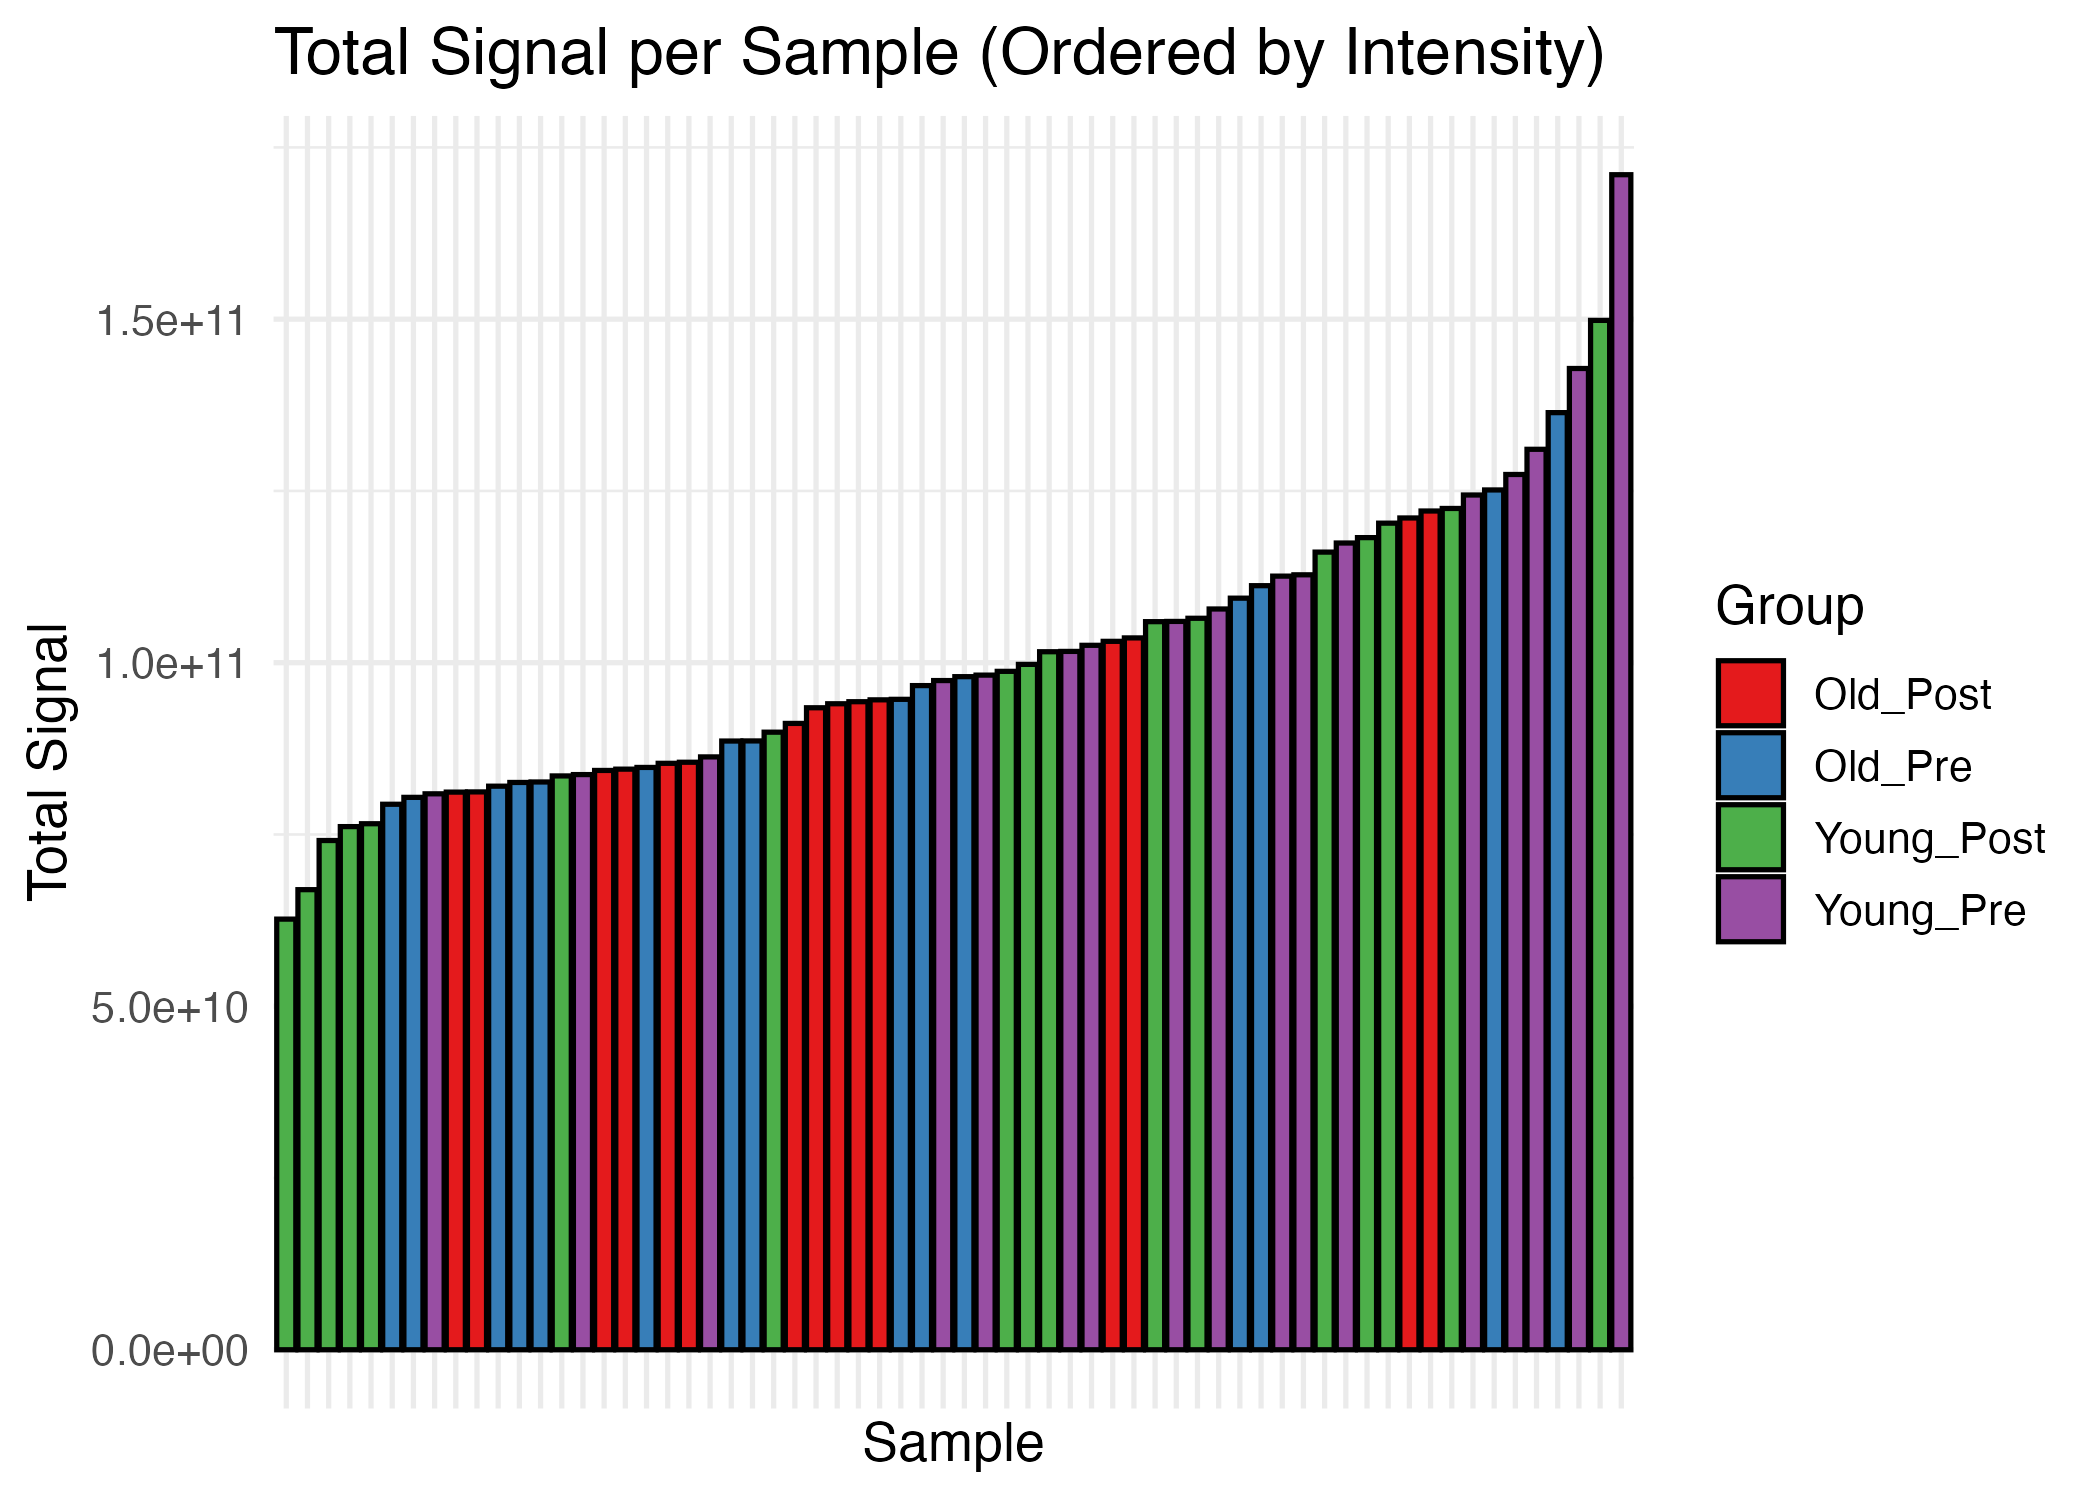 Total Signal per Sample (Ordered by Intensity)
Total Signal
1.5e+11
1.0e+11
5.0e+10
0.0e+00
Sample
Group
Old_Post
Old_Pre
Young_Post
Young_Pre